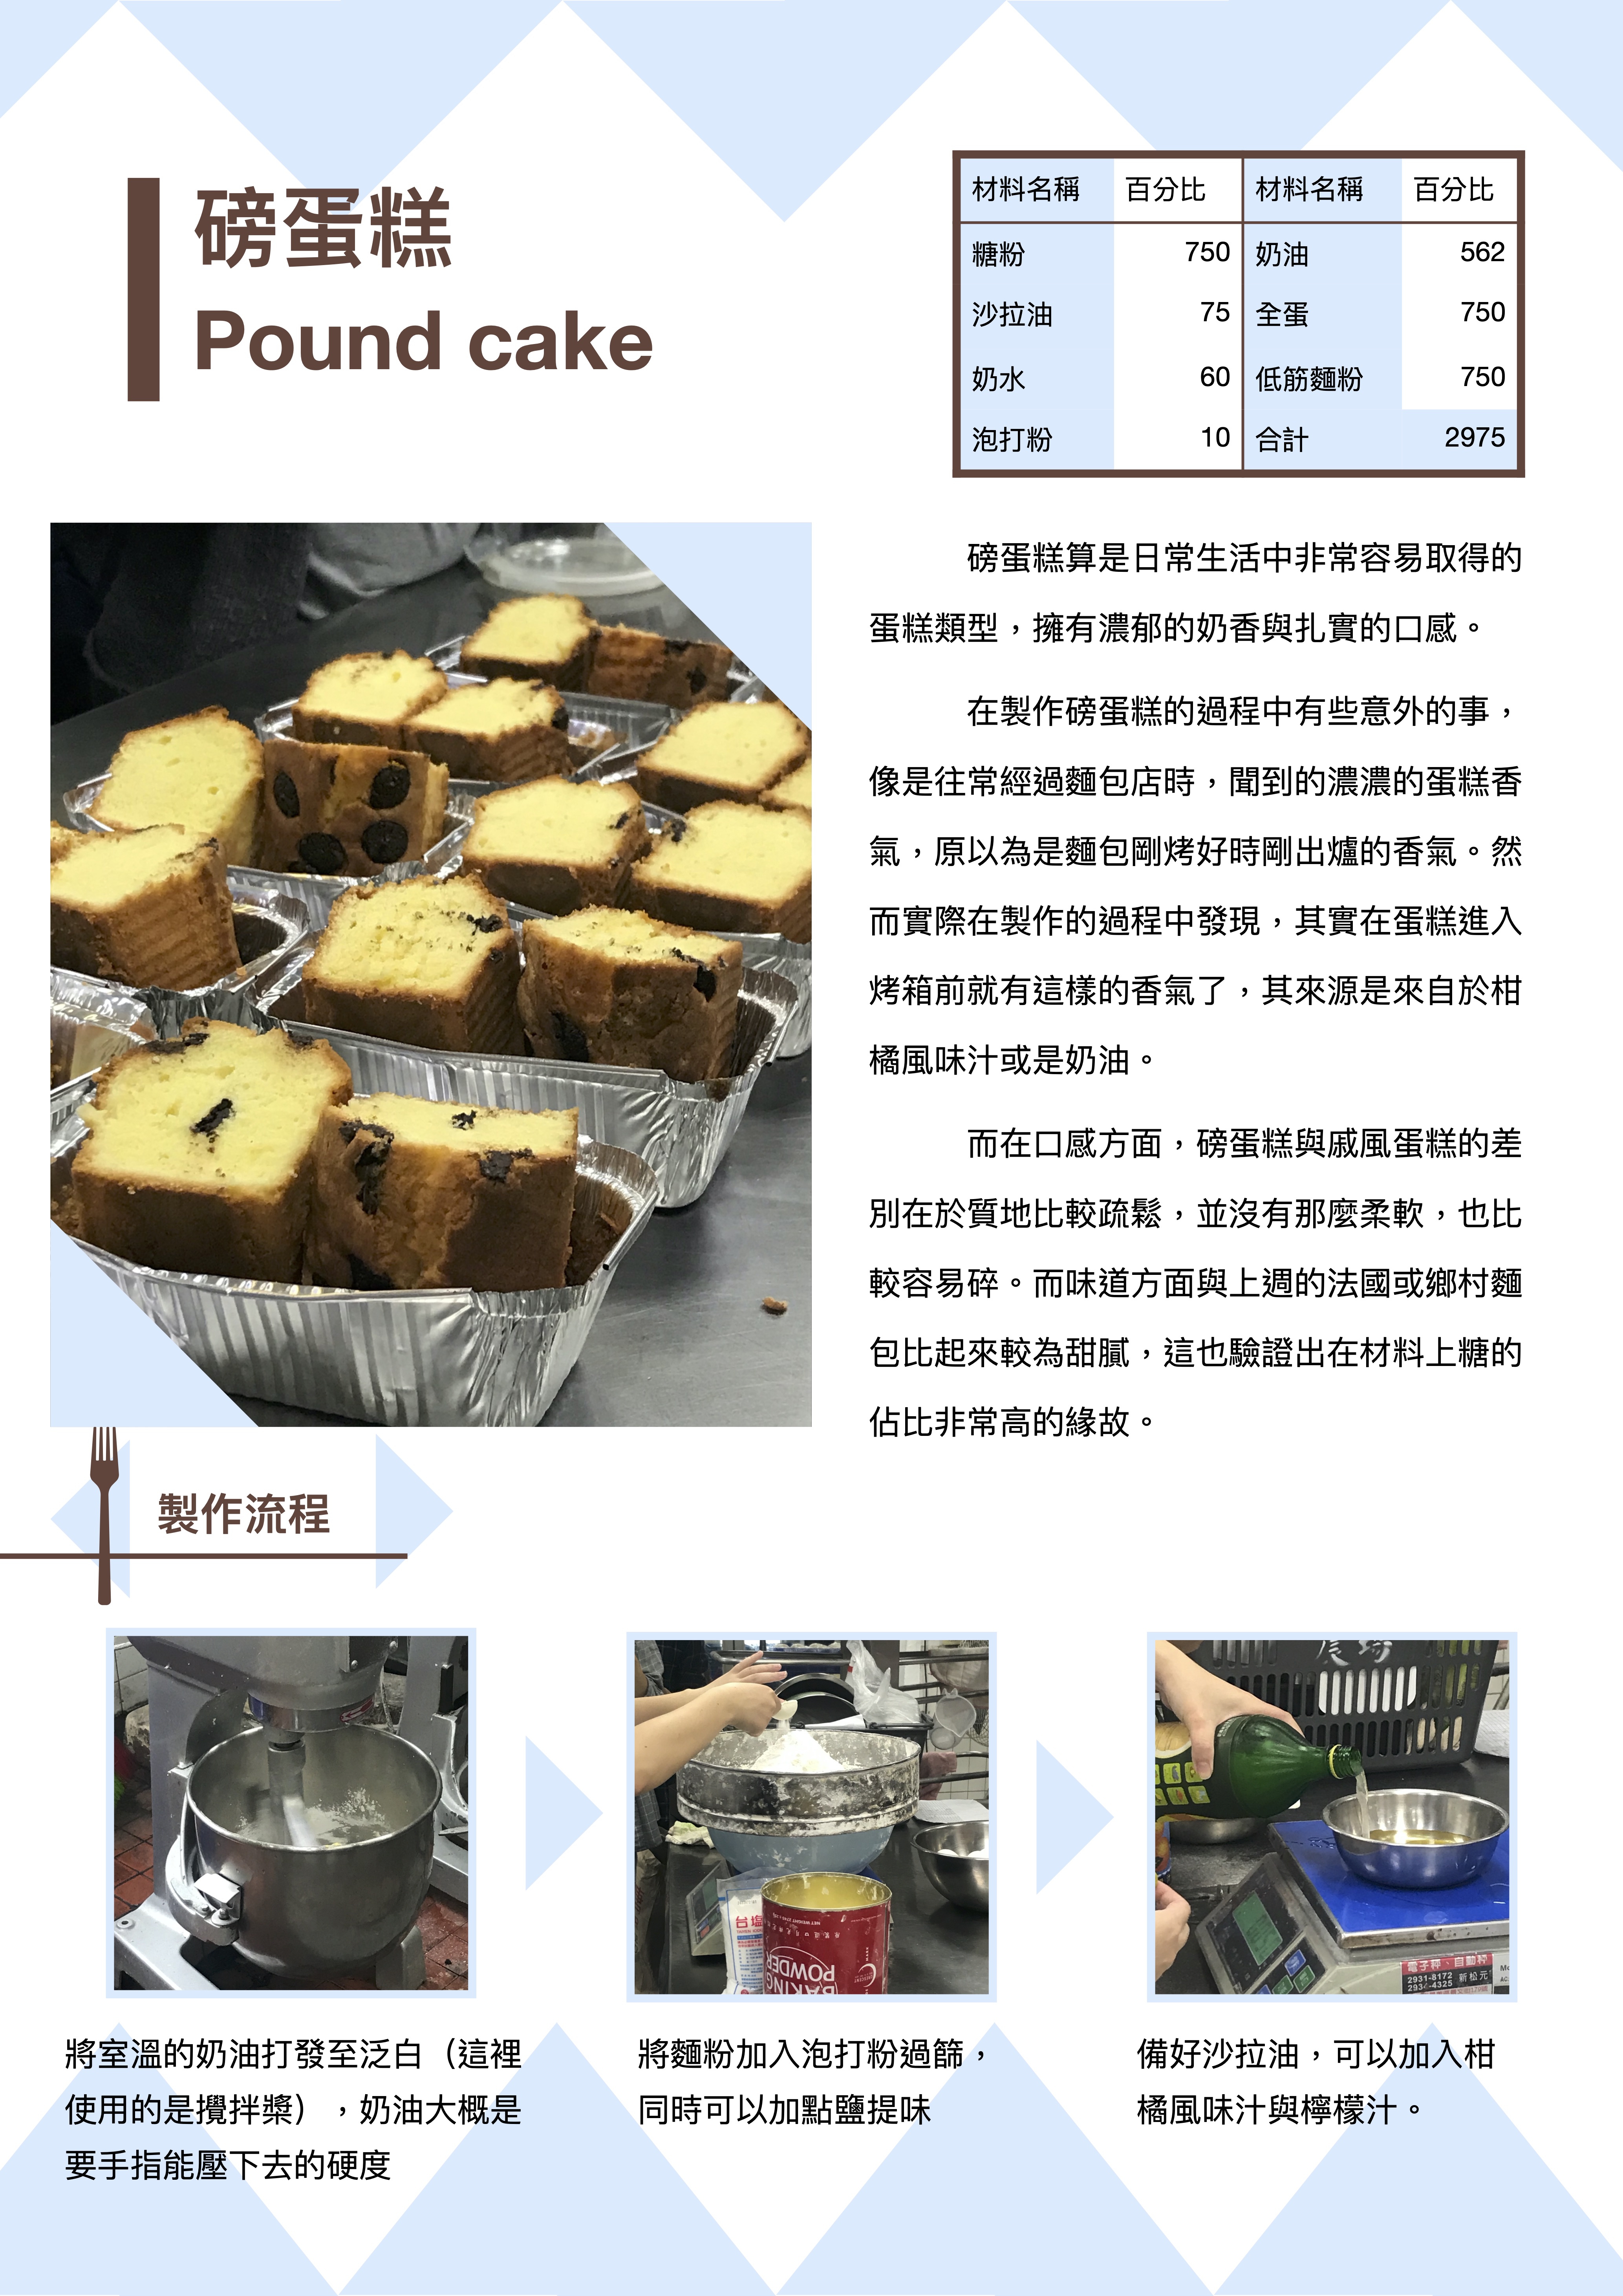 磅蛋糕
Pound cake
材料名稱 百分比 材料名稱 百分比
糖粉 750 奶油 562
沙拉油 75 全蛋 750
奶水 60 低筋麵粉 750
泡打粉 10 合計 2975
磅蛋糕算是日常生活中非常容易取得的
蛋糕類型，擁有濃郁的奶香與扎實的口感。
在製作磅蛋糕的過程中有些意外的事，
像是往常經過麵包店時，聞到的濃濃的蛋糕香
氣，原以為是麵包剛烤好時剛出爐的香氣。然
而實際在製作的過程中發現，其實在蛋糕進入
烤箱前就有這樣的香氣了，其來源是來自於柑
橘風味汁或是奶油。
而在口感方面，磅蛋糕與戚風蛋糕的差
別在於質地比較疏鬆，並沒有那麼柔軟，也比
較容易碎。而味道方面與上週的法國或鄉村麵
包比起來較為甜膩，這也驗證出在材料上糖的
佔比非常高的緣故。
製作流程
農場
台塩
NET WEIGHT
BAKING
POWDER
電子秤、自動秤
2931-8172 新松元
2934-4325
將室溫的奶油打發至泛白（這裡
使用的是攪拌槳），奶油大概是
要手指能壓下去的硬度
將麵粉加入泡打粉過篩，
同時可以加點鹽提味
備好沙拉油，可以加入柑
橘風味汁與檸檬汁。